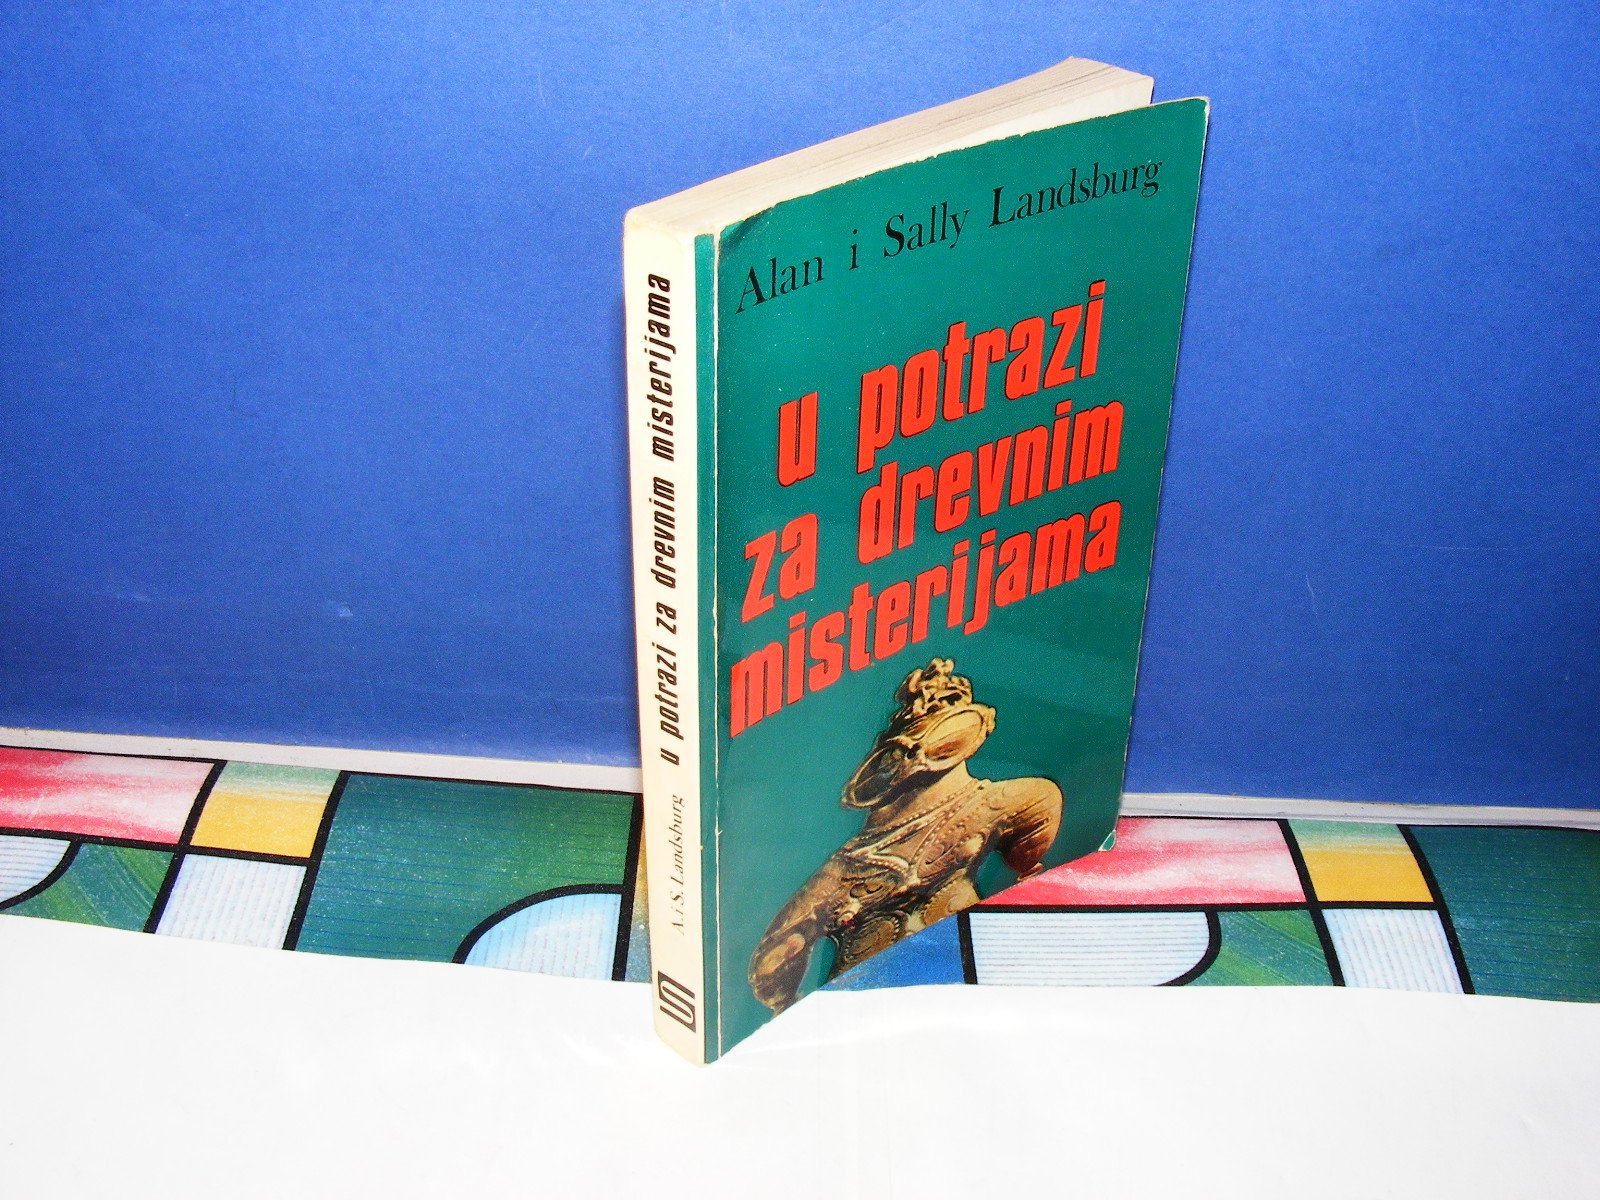 Alan i Sally Landsburg
u potrazi
za drevnim
misterijama
A. i S. Landsburg u potrazi za drevnim misterijama